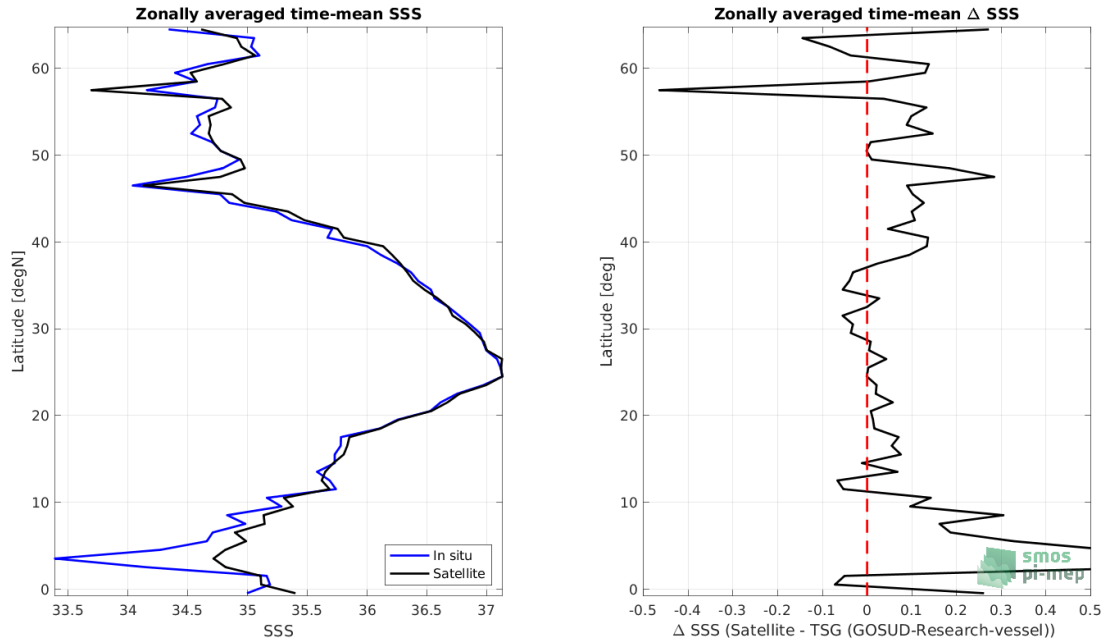 Zonally averaged time-mean SSS
60
50
40
30
20
10
0
Latitude [degN]
33.5 34 34.5 35 35.5 36 36.5 37
SSS
In situ
Satellite
Zonally averaged time-mean Δ SSS
60
50
40
30
20
10
0
Latitude [deg]
-0.5 -0.4 -0.3 -0.2 -0.1 0 0.1 0.2 0.3 0.4 0.5
Δ SSS (Satellite - TSG (GOSUD-Research-vessel))
smos
pi-mep